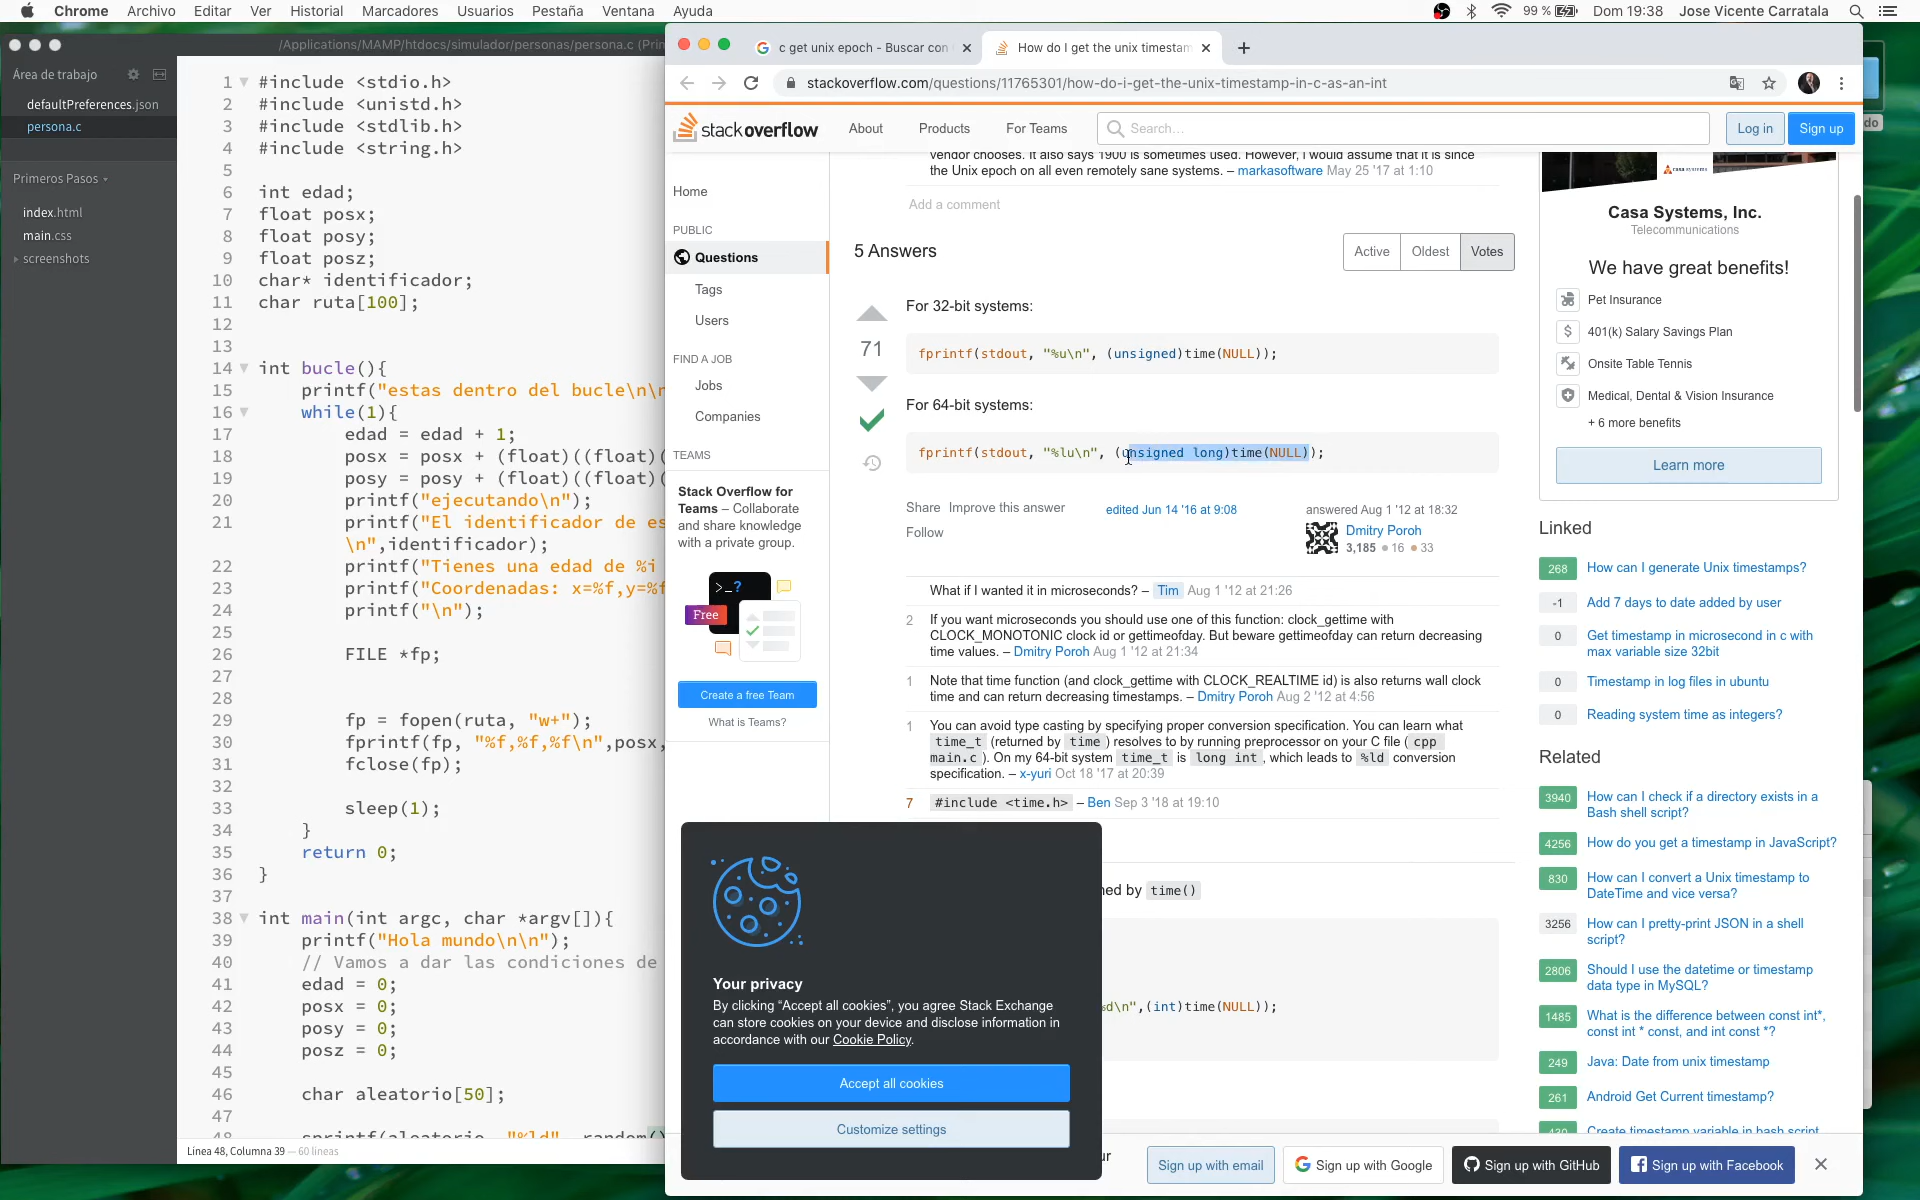 Chrome Archivo Editar Ver Historial Marcadores Usuarios Pestaña Ventana Ayuda 99 % Dom 19:38 Jose Vicente Carratala
/Applications/MAMP/htdocs/simulador/personas/persona.c (Prin
Área de trabajo
defaultPreferences.json
persona.c
Primeros Pasos
index.html
main.css
screenshots
1 #include <stdio.h>
2 #include <unistd.h>
3 #include <stdlib.h>
4 #include <string.h>
5
6 int edad;
7 float posx;
8 float posy;
9 float posz;
10 char* identificador;
11 char ruta[100];
12
13
14 int bucle(){
15 printf("estas dentro del bucle\n\n
16 while(1){
17 edad = edad + 1;
18 posx = posx + (float)((float)(
19 posy = posy + (float)((float)(
20 printf("ejecutando\n");
21 printf("El identificador de es
\n",identificador);
22 printf("Tienes una edad de %i
23 printf("Coordenadas: x=%f,y=%f
24 printf("\n");
25
26 FILE *fp;
27
28
29 fp = fopen(ruta, "w+");
30 fprintf(fp, "%f,%f,%f\n",posx,
31 fclose(fp);
32
33 sleep(1);
34 }
35 return 0;
36 }
37
38 int main(int argc, char *argv[]){
39 printf("Hola mundo\n\n");
40 // Vamos a dar las condiciones de
41 edad = 0;
42 posx = 0;
43 posy = 0;
44 posz = 0;
45
46 char aleatorio[50];
47
48 sprintf(aleatorio, "%ld", random()
Línea 48, Columna 39 — 60 líneas
c get unix epoch - Buscar con
How do I get the unix timestam
stackoverflow.com/questions/11765301/how-do-i-get-the-unix-timestamp-in-c-as-an-int
do
stackoverflow
About Products For Teams
Search...
Log in
Sign up
Home
PUBLIC
Questions
Tags
Users
FIND A JOB
Jobs
Companies
TEAMS
Stack Overflow for
Teams – Collaborate
and share knowledge
with a private group.
>_?
Free
Create a free Team
What is Teams?
vendor chooses. It also says 1900 is sometimes used. However, I would assume that it is since
the Unix epoch on all even remotely sane systems. – markasoftware May 25 '17 at 1:10
Add a comment
5 Answers
Active Oldest Votes
71
For 32-bit systems:
fprintf(stdout, "%u\n", (unsigned)time(NULL));
For 64-bit systems:
fprintf(stdout, "%lu\n", (unsigned long)time(NULL));
Share Improve this answer
Follow
edited Jun 14 '16 at 9:08
answered Aug 1 '12 at 18:32
Dmitry Poroh
3,185 16 33
What if I wanted it in microseconds? – Tim Aug 1 '12 at 21:26
2 If you want microseconds you should use one of this function: clock_gettime with
CLOCK_MONOTONIC clock id or gettimeofday. But beware gettimeofday can return decreasing
time values. – Dmitry Poroh Aug 1 '12 at 21:34
1 Note that time function (and clock_gettime with CLOCK_REALTIME id) is also returns wall clock
time and can return decreasing timestamps. – Dmitry Poroh Aug 2 '12 at 4:56
1 You can avoid type casting by specifying proper conversion specification. You can learn what
time_t (returned by time ) resolves to by running preprocessor on your C file ( cpp
main.c ). On my 64-bit system time_t is long int , which leads to %ld conversion
specification. – x-yuri Oct 18 '17 at 20:39
7 #include <time.h> – Ben Sep 3 '18 at 19:10
ned by time()
%d\n",(int)time(NULL));
Your privacy
By clicking “Accept all cookies”, you agree Stack Exchange
can store cookies on your device and disclose information in
accordance with our Cookie Policy.
Accept all cookies
Customize settings
casa systems
Casa Systems, Inc.
Telecommunications
We have great benefits!
Pet Insurance
$ 401(k) Salary Savings Plan
Onsite Table Tennis
Medical, Dental & Vision Insurance
+ 6 more benefits
Learn more
Linked
268 How can I generate Unix timestamps?
-1 Add 7 days to date added by user
0 Get timestamp in microsecond in c with
max variable size 32bit
0 Timestamp in log files in ubuntu
0 Reading system time as integers?
Related
3940 How can I check if a directory exists in a
Bash shell script?
4256 How do you get a timestamp in JavaScript?
830 How can I convert a Unix timestamp to
DateTime and vice versa?
3256 How can I pretty-print JSON in a shell
script?
2806 Should I use the datetime or timestamp
data type in MySQL?
1485 What is the difference between const int*,
const int * const, and int const *?
249 Java: Date from unix timestamp
261 Android Get Current timestamp?
430 Create timestamp variable in bash script
ur
Sign up with email
Sign up with Google
Sign up with GitHub
Sign up with Facebook